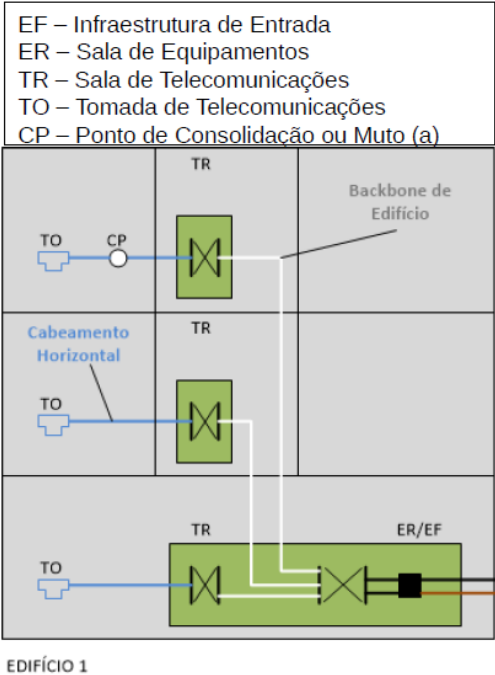 EF – Infraestrutura de Entrada
ER – Sala de Equipamentos
TR – Sala de Telecomunicações
TO – Tomada de Telecomunicações
CP – Ponto de Consolidação ou Muto (a)
TR
Backbone de
Edifício
TO
CP
TR
Cabeamento
Horizontal
TO
TR
ER/EF
TO
EDIFÍCIO 1